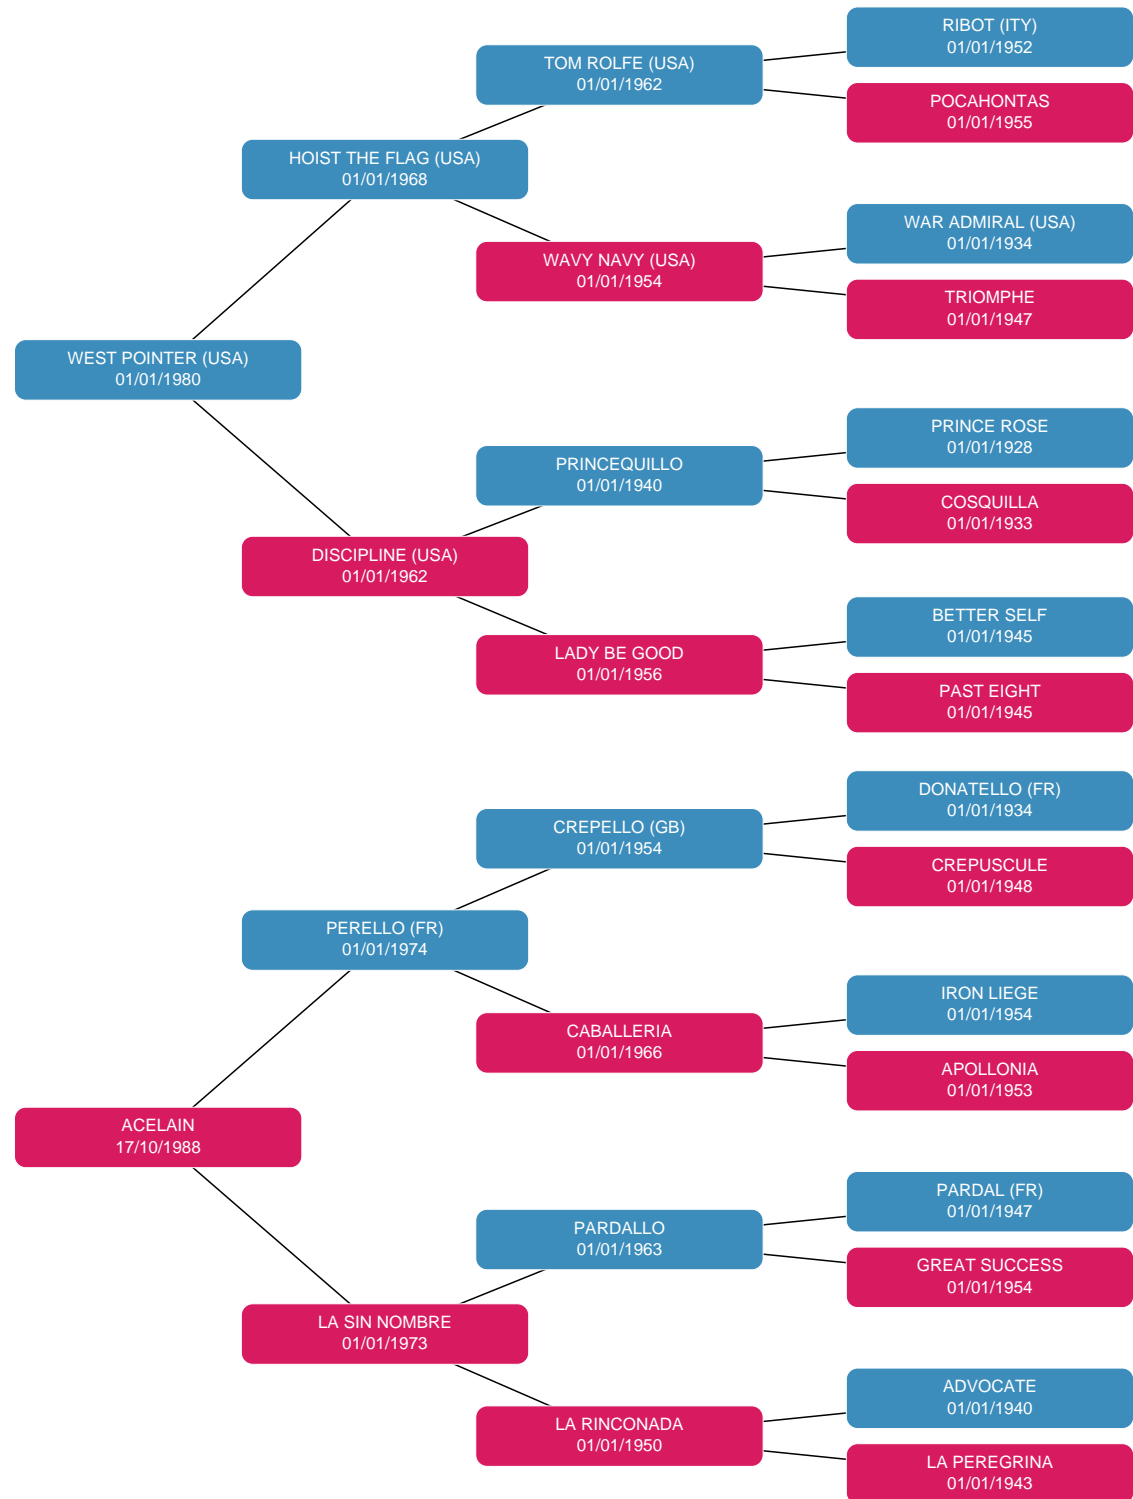 RIBOT (ITY)
01/01/1952
TOM ROLFE (USA)
01/01/1962
POCAHONTAS
01/01/1955
HOIST THE FLAG (USA)
01/01/1968
WAR ADMIRAL (USA)
01/01/1934
WAVY NAVY (USA)
01/01/1954
TRIOMPHE
01/01/1947
WEST POINTER (USA)
01/01/1980
PRINCE ROSE
01/01/1928
PRINCEQUILLO
01/01/1940
COSQUILLA
01/01/1933
DISCIPLINE (USA)
01/01/1962
BETTER SELF
01/01/1945
LADY BE GOOD
01/01/1956
PAST EIGHT
01/01/1945
DONATELLO (FR)
01/01/1934
CREPELLO (GB)
01/01/1954
CREPUSCULE
01/01/1948
PERELLO (FR)
01/01/1974
IRON LIEGE
01/01/1954
CABALLERIA
01/01/1966
APOLLONIA
01/01/1953
ACELAIN
17/10/1988
PARDAL (FR)
01/01/1947
PARDALLO
01/01/1963
GREAT SUCCESS
01/01/1954
LA SIN NOMBRE
01/01/1973
ADVOCATE
01/01/1940
LA RINCONADA
01/01/1950
LA PEREGRINA
01/01/1943